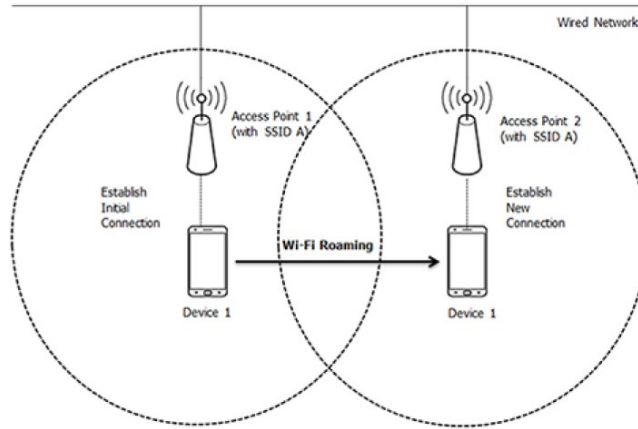 Wired Network
Access Point 1
(with SSID A)
Access Point 2
(with SSID A)
Establish
Initial
Connection
Establish
New
Connection
Wi-Fi Roaming
Device 1
Device 1